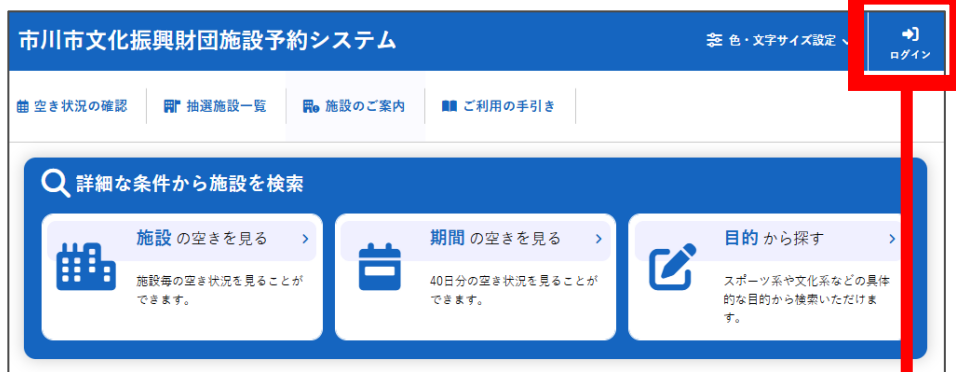 市川市文化振興財団施設予約システム
色・文字サイズ設定
ログイン
空き状況の確認
抽選施設一覧
施設のご案内
ご利用の手引き
詳細な条件から施設を検索
施設 の空きを見る
施設毎の空き状況を見ることが
できます。
期間 の空きを見る
40日分の空き状況を見ることが
できます。
目的 から探す
スポーツ系や文化系などの具体
的な目的から検索いただけま
す。